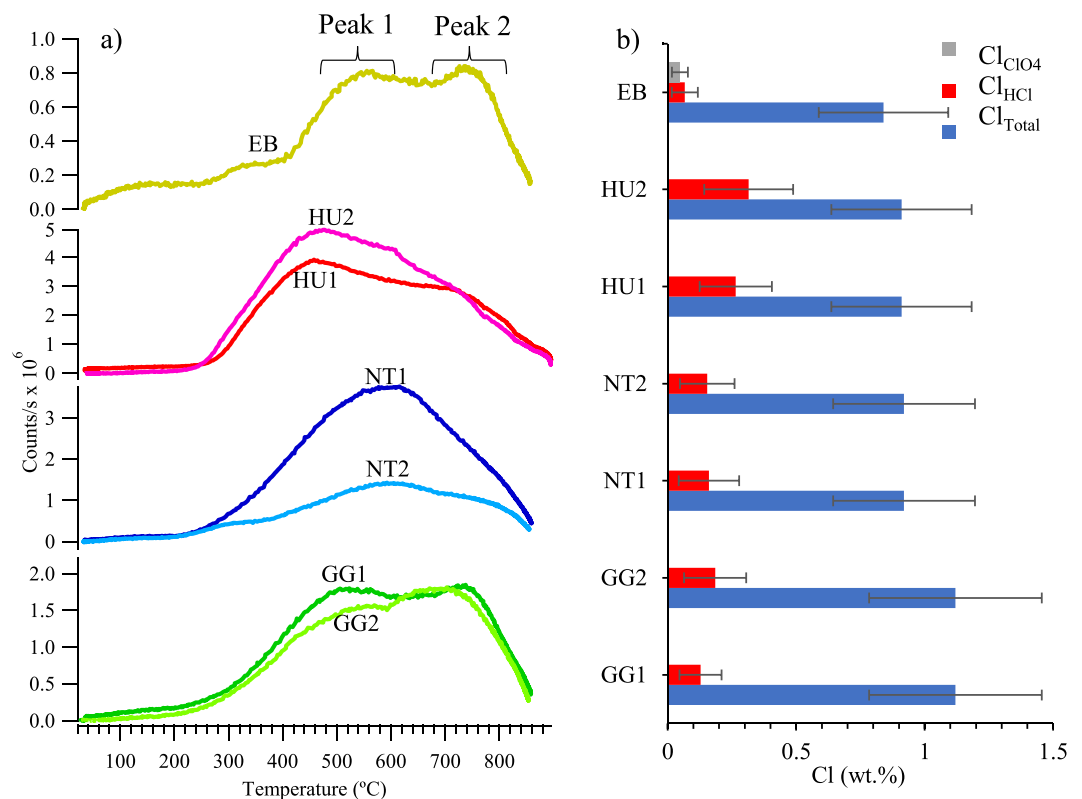 a)
Peak 1 Peak 2
1.0
0.8
0.6
0.4
0.2
0.0
EB
5
4
3
2
1
0
HU2
HU1
3
2
1
0
NT1
NT2
2.0
1.5
1.0
0.5
0.0
GG1
GG2
Counts/s x 10⁶
100 200 300 400 500 600 700 800
Temperature (ºC)
b)
Cl_ClO4
Cl_HCl
Cl_Total
EB
HU2
HU1
NT2
NT1
GG2
GG1
0 0.5 1 1.5
Cl (wt.%)